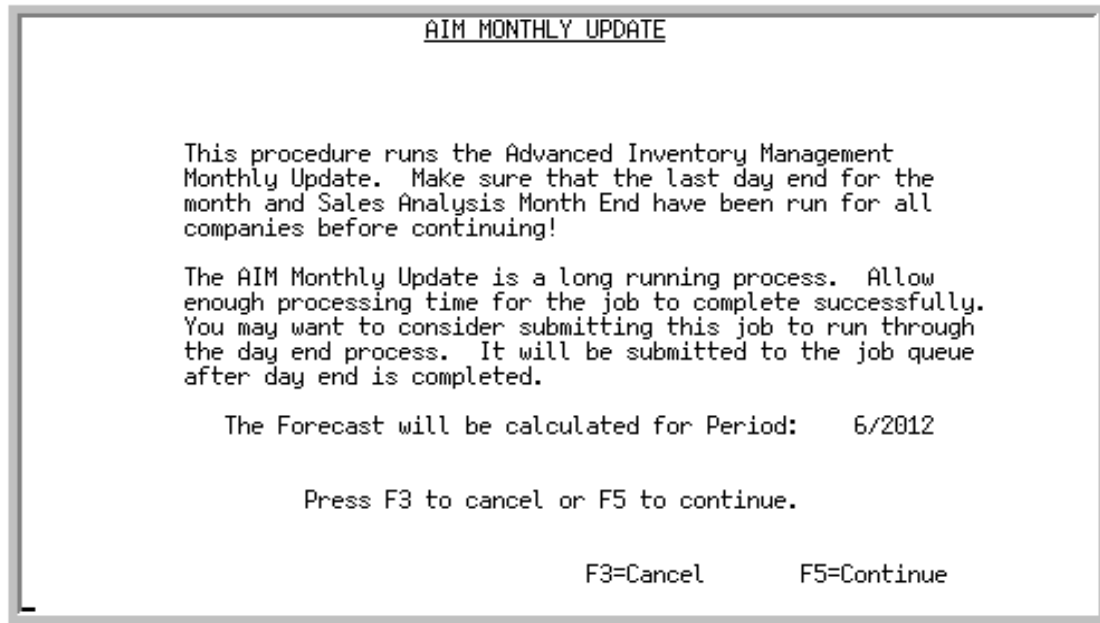 AIM MONTHLY UPDATE
This procedure runs the Advanced Inventory Management
Monthly Update. Make sure that the last day end for the
month and Sales Analysis Month End have been run for all
companies before continuing!
The AIM Monthly Update is a long running process. Allow
enough processing time for the job to complete successfully.
You may want to consider submitting this job to run through
the day end process. It will be submitted to the job queue
after day end is completed.
The Forecast will be calculated for Period: 6/2012
Press F3 to cancel or F5 to continue.
F3=Cancel F5=Continue